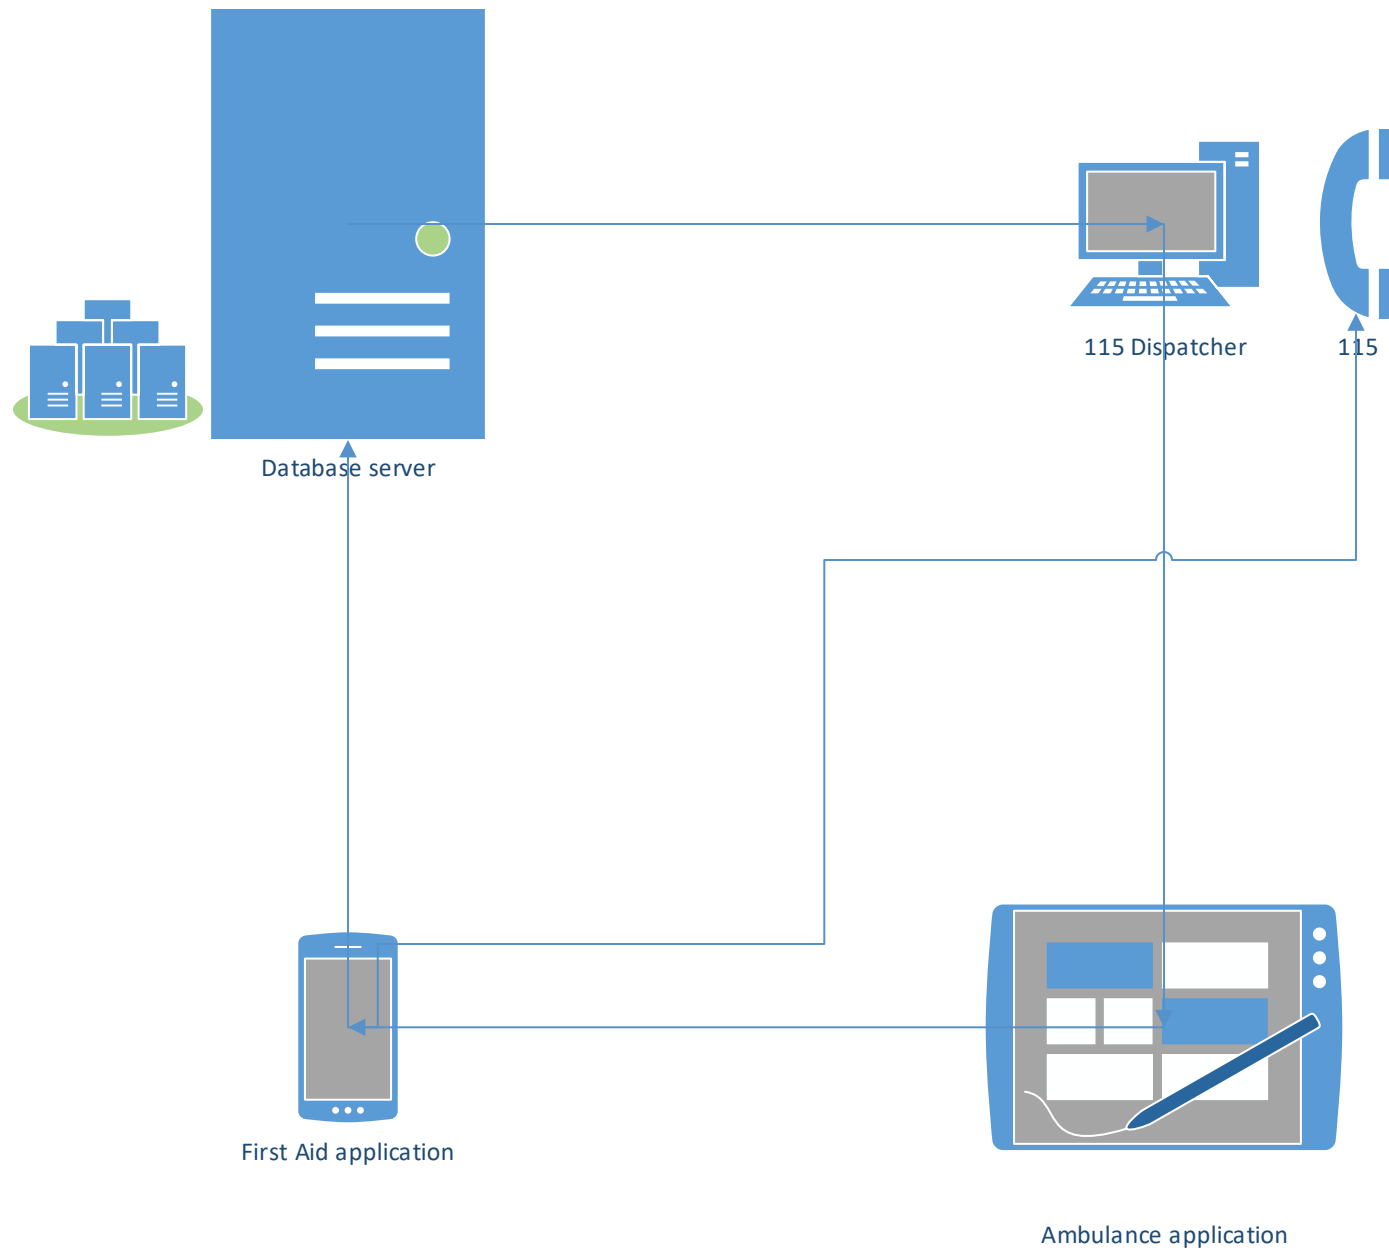 115 Dispatcher
115
Database server
First Aid application
Ambulance application